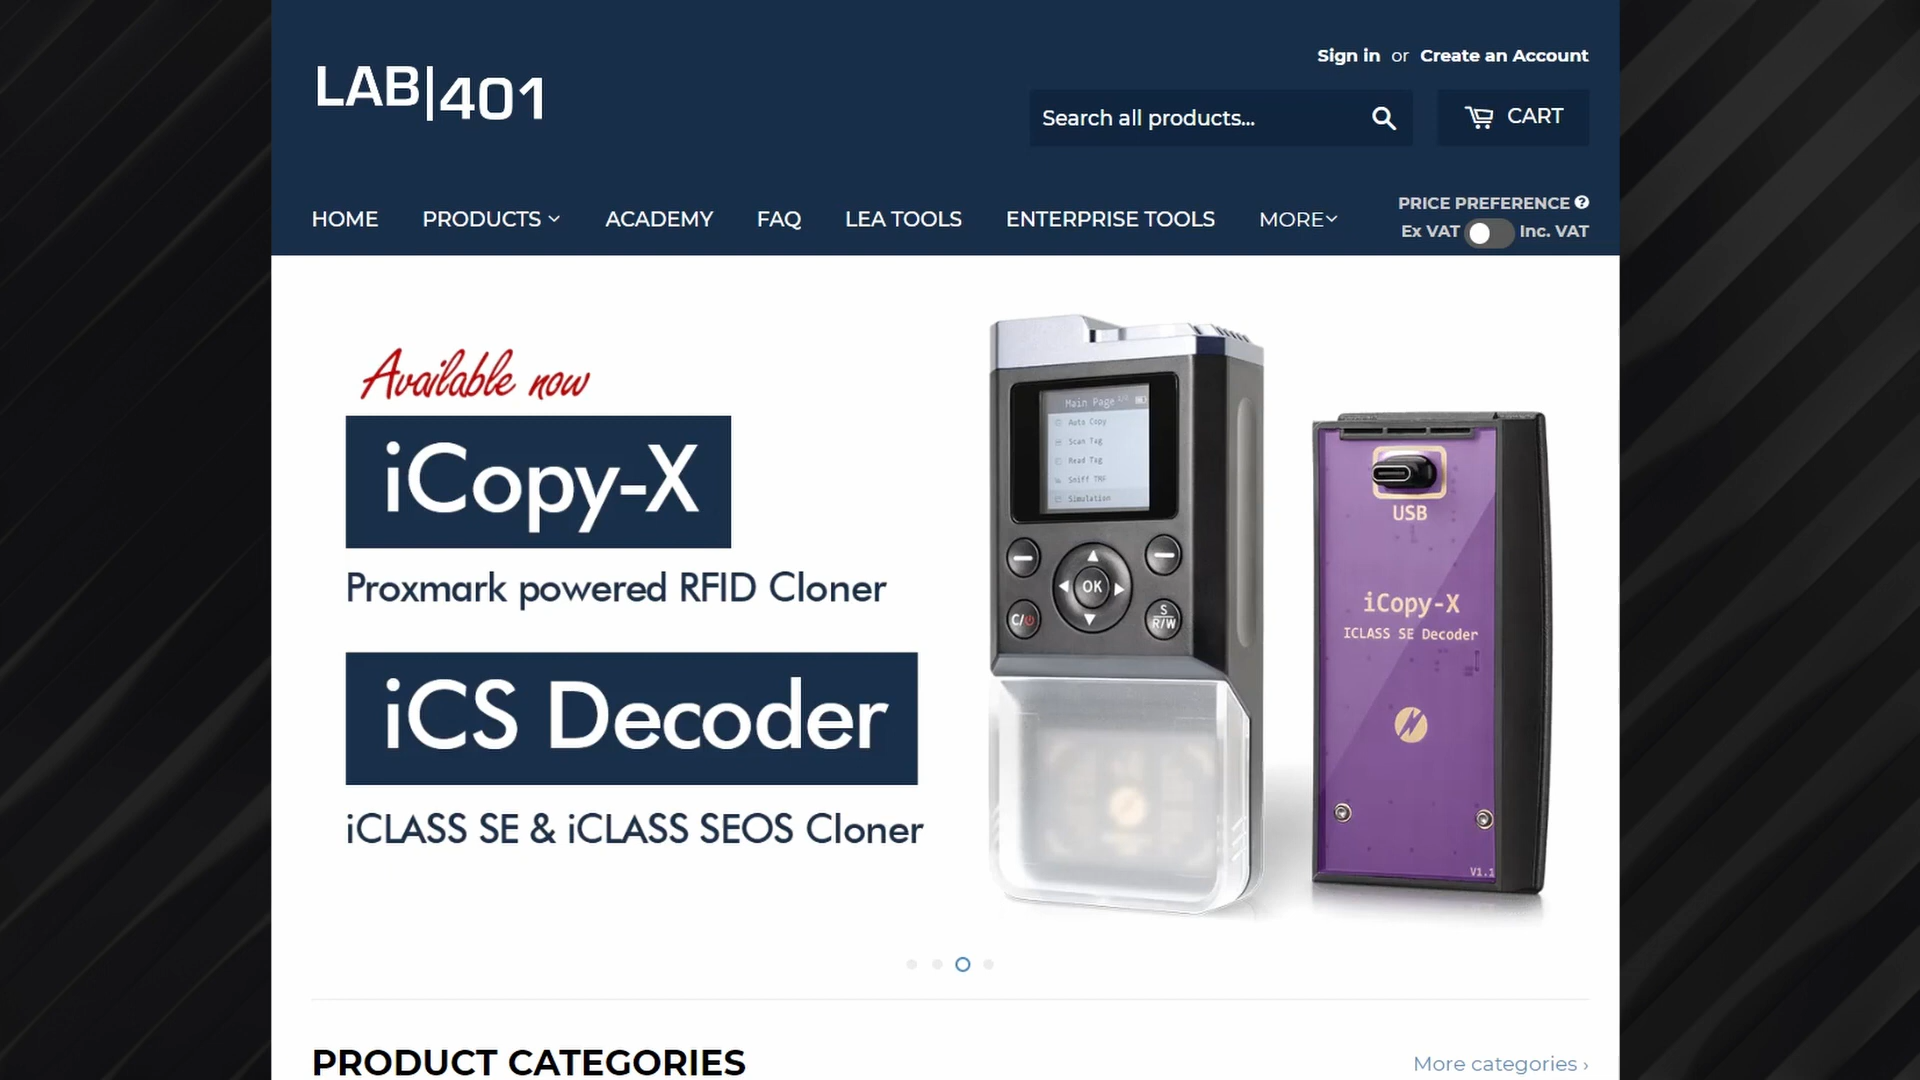 Sign in or Create an Account
LAB|401
Search all products...
CART
HOME
PRODUCTS
ACADEMY
FAQ
LEA TOOLS
ENTERPRISE TOOLS
MORE
PRICE PREFERENCE
Ex VAT
Inc. VAT
Available now
iCopy-X
Proxmark powered RFID Cloner
iCS Decoder
iCLASS SE & iCLASS SEOS Cloner
Main Page 1/3
Auto Copy
Scan Tag
Read Tag
Sniff TRF
Simulation
OK
C/
S
R/W
USB
iCopy-X
ICLASS SE Decoder
V1.1
PRODUCT CATEGORIES
More categories ›